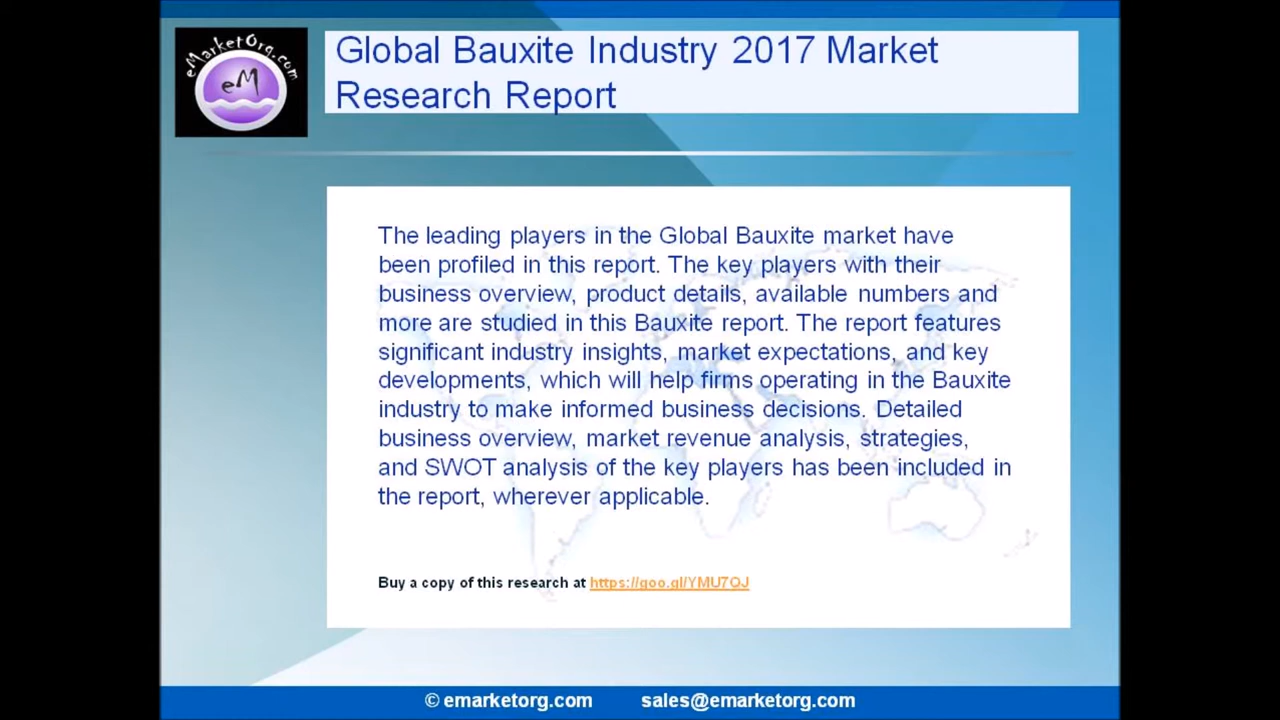 eMarketOrg.com
eM
Global Bauxite Industry 2017 Market
Research Report
The leading players in the Global Bauxite market have
been profiled in this report. The key players with their
business overview, product details, available numbers and
more are studied in this Bauxite report. The report features
significant industry insights, market expectations, and key
developments, which will help firms operating in the Bauxite
industry to make informed business decisions. Detailed
business overview, market revenue analysis, strategies,
and SWOT analysis of the key players has been included in
the report, wherever applicable.
Buy a copy of this research at https://goo.gl/YMU7OJ
© emarketorg.com sales@emarketorg.com